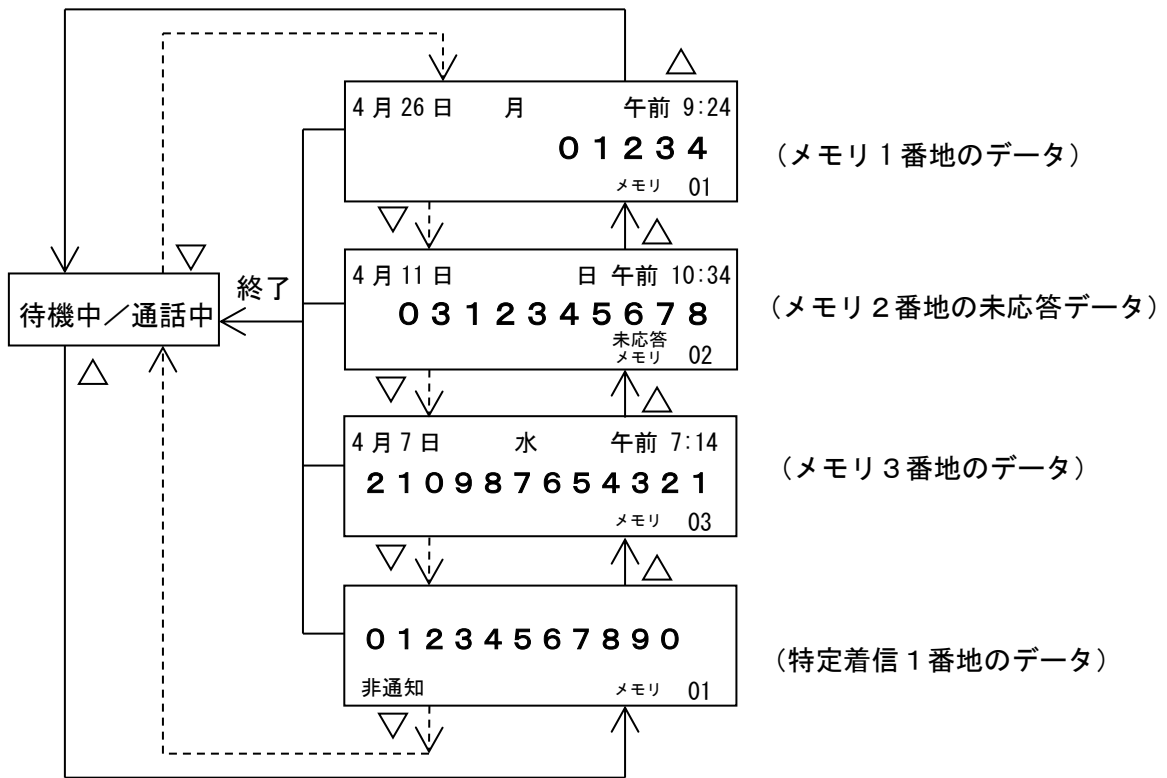 △
4月26日 月 午前 9:24
01234
メモリ 01
(メモリ1番地のデータ)
▽
▽
△
4月11日 日 午前 10:34
0312345678
未応答
メモリ 02
(メモリ2番地の未応答データ)
待機中/通話中
終了
△
▽
△
4月7日 水 午前 7:14
210987654321
メモリ 03
(メモリ3番地のデータ)
▽
△
01234567890
非通知 メモリ 01
(特定着信1番地のデータ)
▽